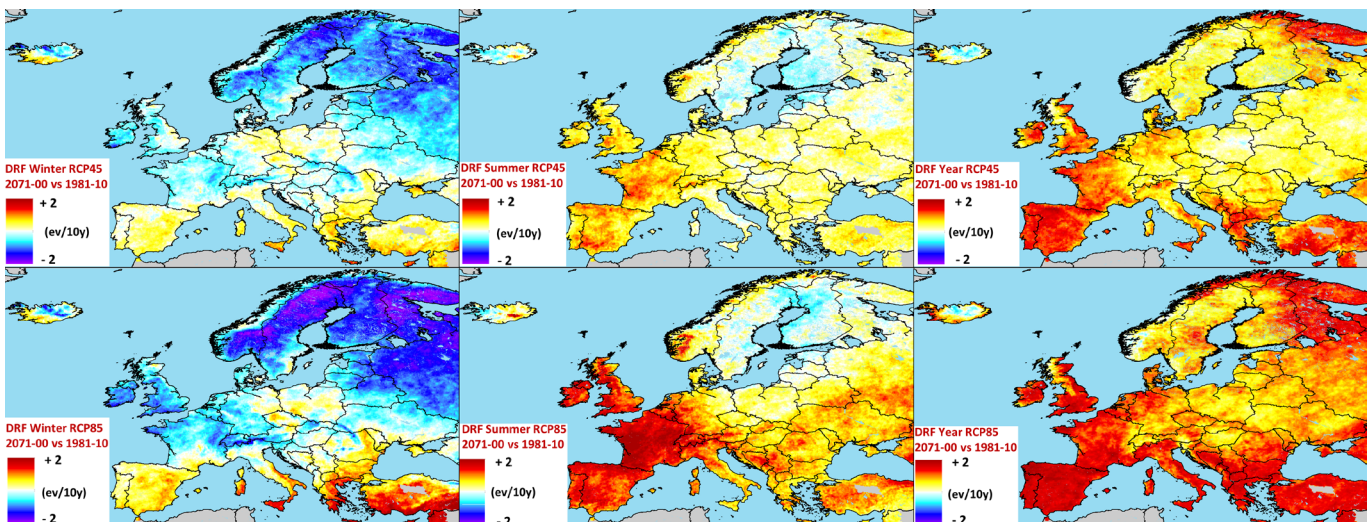 DRF Winter RCP45
2071-00 vs 1981-10
+ 2
(ev/10y)
- 2
DRF Summer RCP45
2071-00 vs 1981-10
+ 2
(ev/10y)
- 2
DRF Year RCP45
2071-00 vs 1981-10
+ 2
(ev/10y)
- 2
DRF Winter RCP85
2071-00 vs 1981-10
+ 2
(ev/10y)
- 2
DRF Summer RCP85
2071-00 vs 1981-10
+ 2
(ev/10y)
- 2
DRF Year RCP85
2071-00 vs 1981-10
+ 2
(ev/10y)
- 2